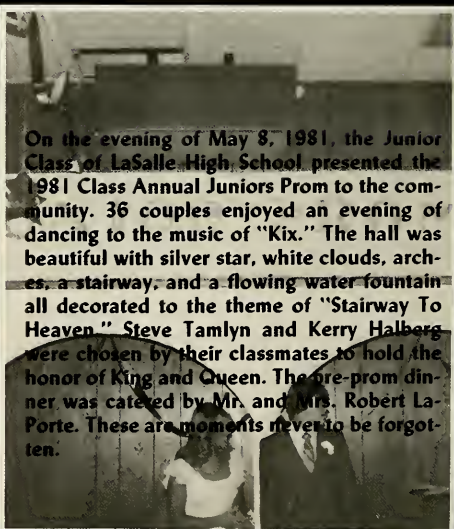 On the evening of May 8, 1981, the Junior
Class of LaSalle High School presented the
1981 Class Annual Juniors Prom to the com-
munity. 36 couples enjoyed an evening of
dancing to the music of "Kix." The hall was
beautiful with silver star, white clouds, arch-
es, a stairway, and a flowing water fountain
all decorated to the theme of "Stairway To
Heaven." Steve Tamlyn and Kerry Halberg
were chosen by their classmates to hold the
honor of King and Queen. The pre-prom din-
ner was catered by Mr. and Mrs. Robert La-
Porte. These are moments never to be forgot-
ten.